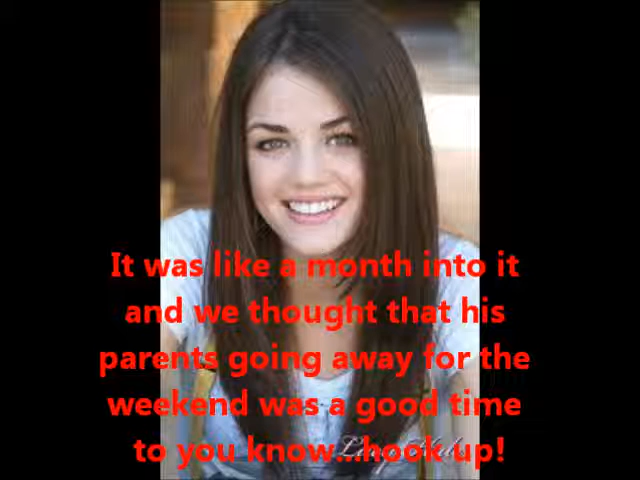 It was like a month into it
and we thought that his
parents going away for the
weekend was a good time
to you know...hook up!